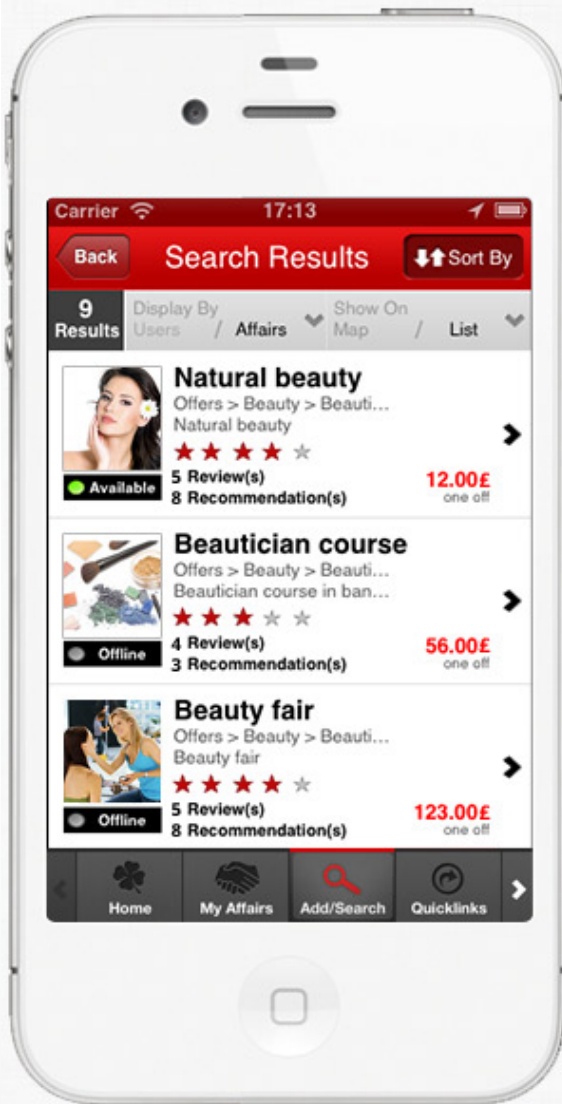 Carrier 17:13
Back Search Results Sort By
9 Results
Display By
Users / Affairs
Show On
Map / List
Natural beauty
Offers > Beauty > Beauti...
Natural beauty
Available
5 Review(s)
8 Recommendation(s)
12.00£
one off
Beautician course
Offers > Beauty > Beauti...
Beautician course in ban...
Offline
4 Review(s)
3 Recommendation(s)
56.00£
one off
Beauty fair
Offers > Beauty > Beauti...
Beauty fair
Offline
5 Review(s)
8 Recommendation(s)
123.00£
one off
Home My Affairs Add/Search Quicklinks